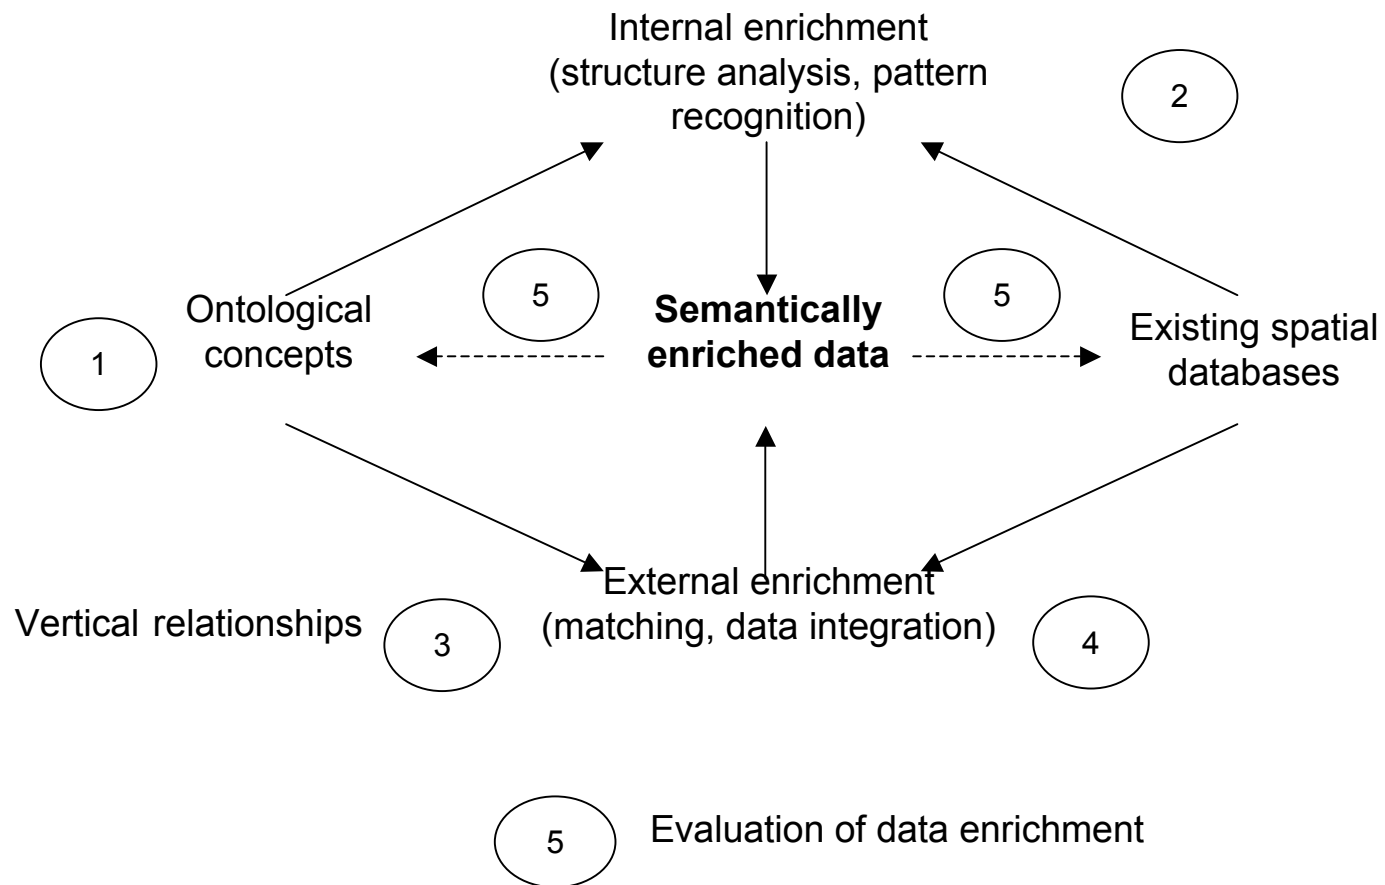 Internal enrichment
(structure analysis, pattern
recognition)
2
5
5
Ontological
concepts
Semantically
enriched data
Existing spatial
databases
1
External enrichment
(matching, data integration)
Vertical relationships
3
4
5
Evaluation of data enrichment